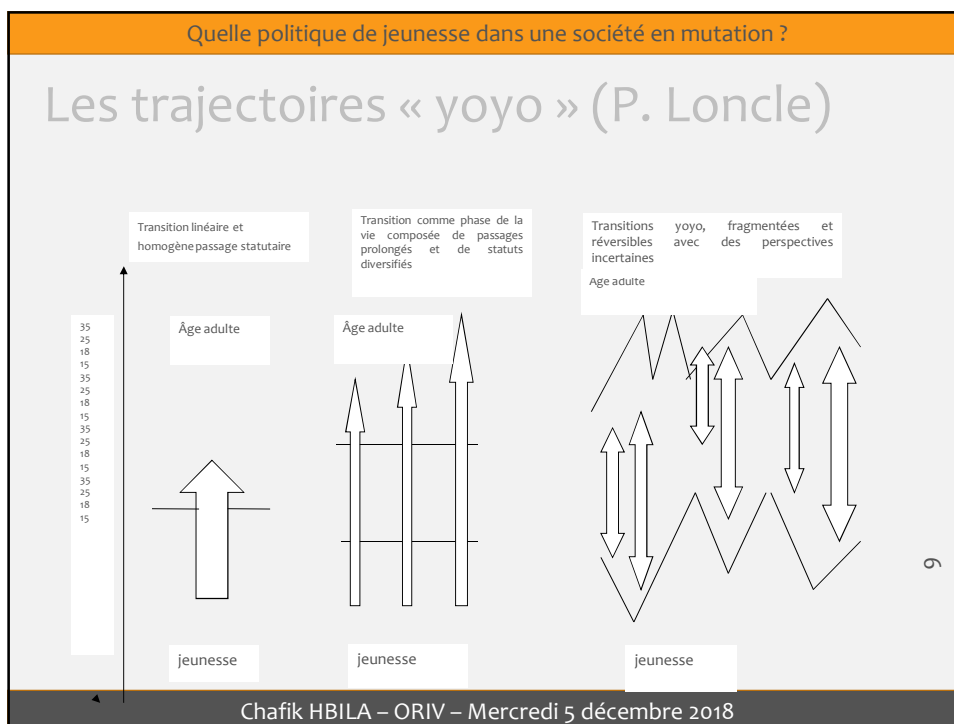 Quelle politique de jeunesse dans une société en mutation ?
Les trajectoires « yoyo » (P. Loncle)
Transition linéaire et
homogène passage statutaire
Transition comme phase de la
vie composée de passages
prolongés et de statuts
diversifiés
Transitions yoyo, fragmentées et
réversibles avec des perspectives
incertaines
Age adulte
35
25
18
15
35
25
18
15
35
25
18
15
35
25
18
15
Âge adulte
Âge adulte
jeunesse
jeunesse
jeunesse
9
Chafik HBILA – ORIV – Mercredi 5 décembre 2018